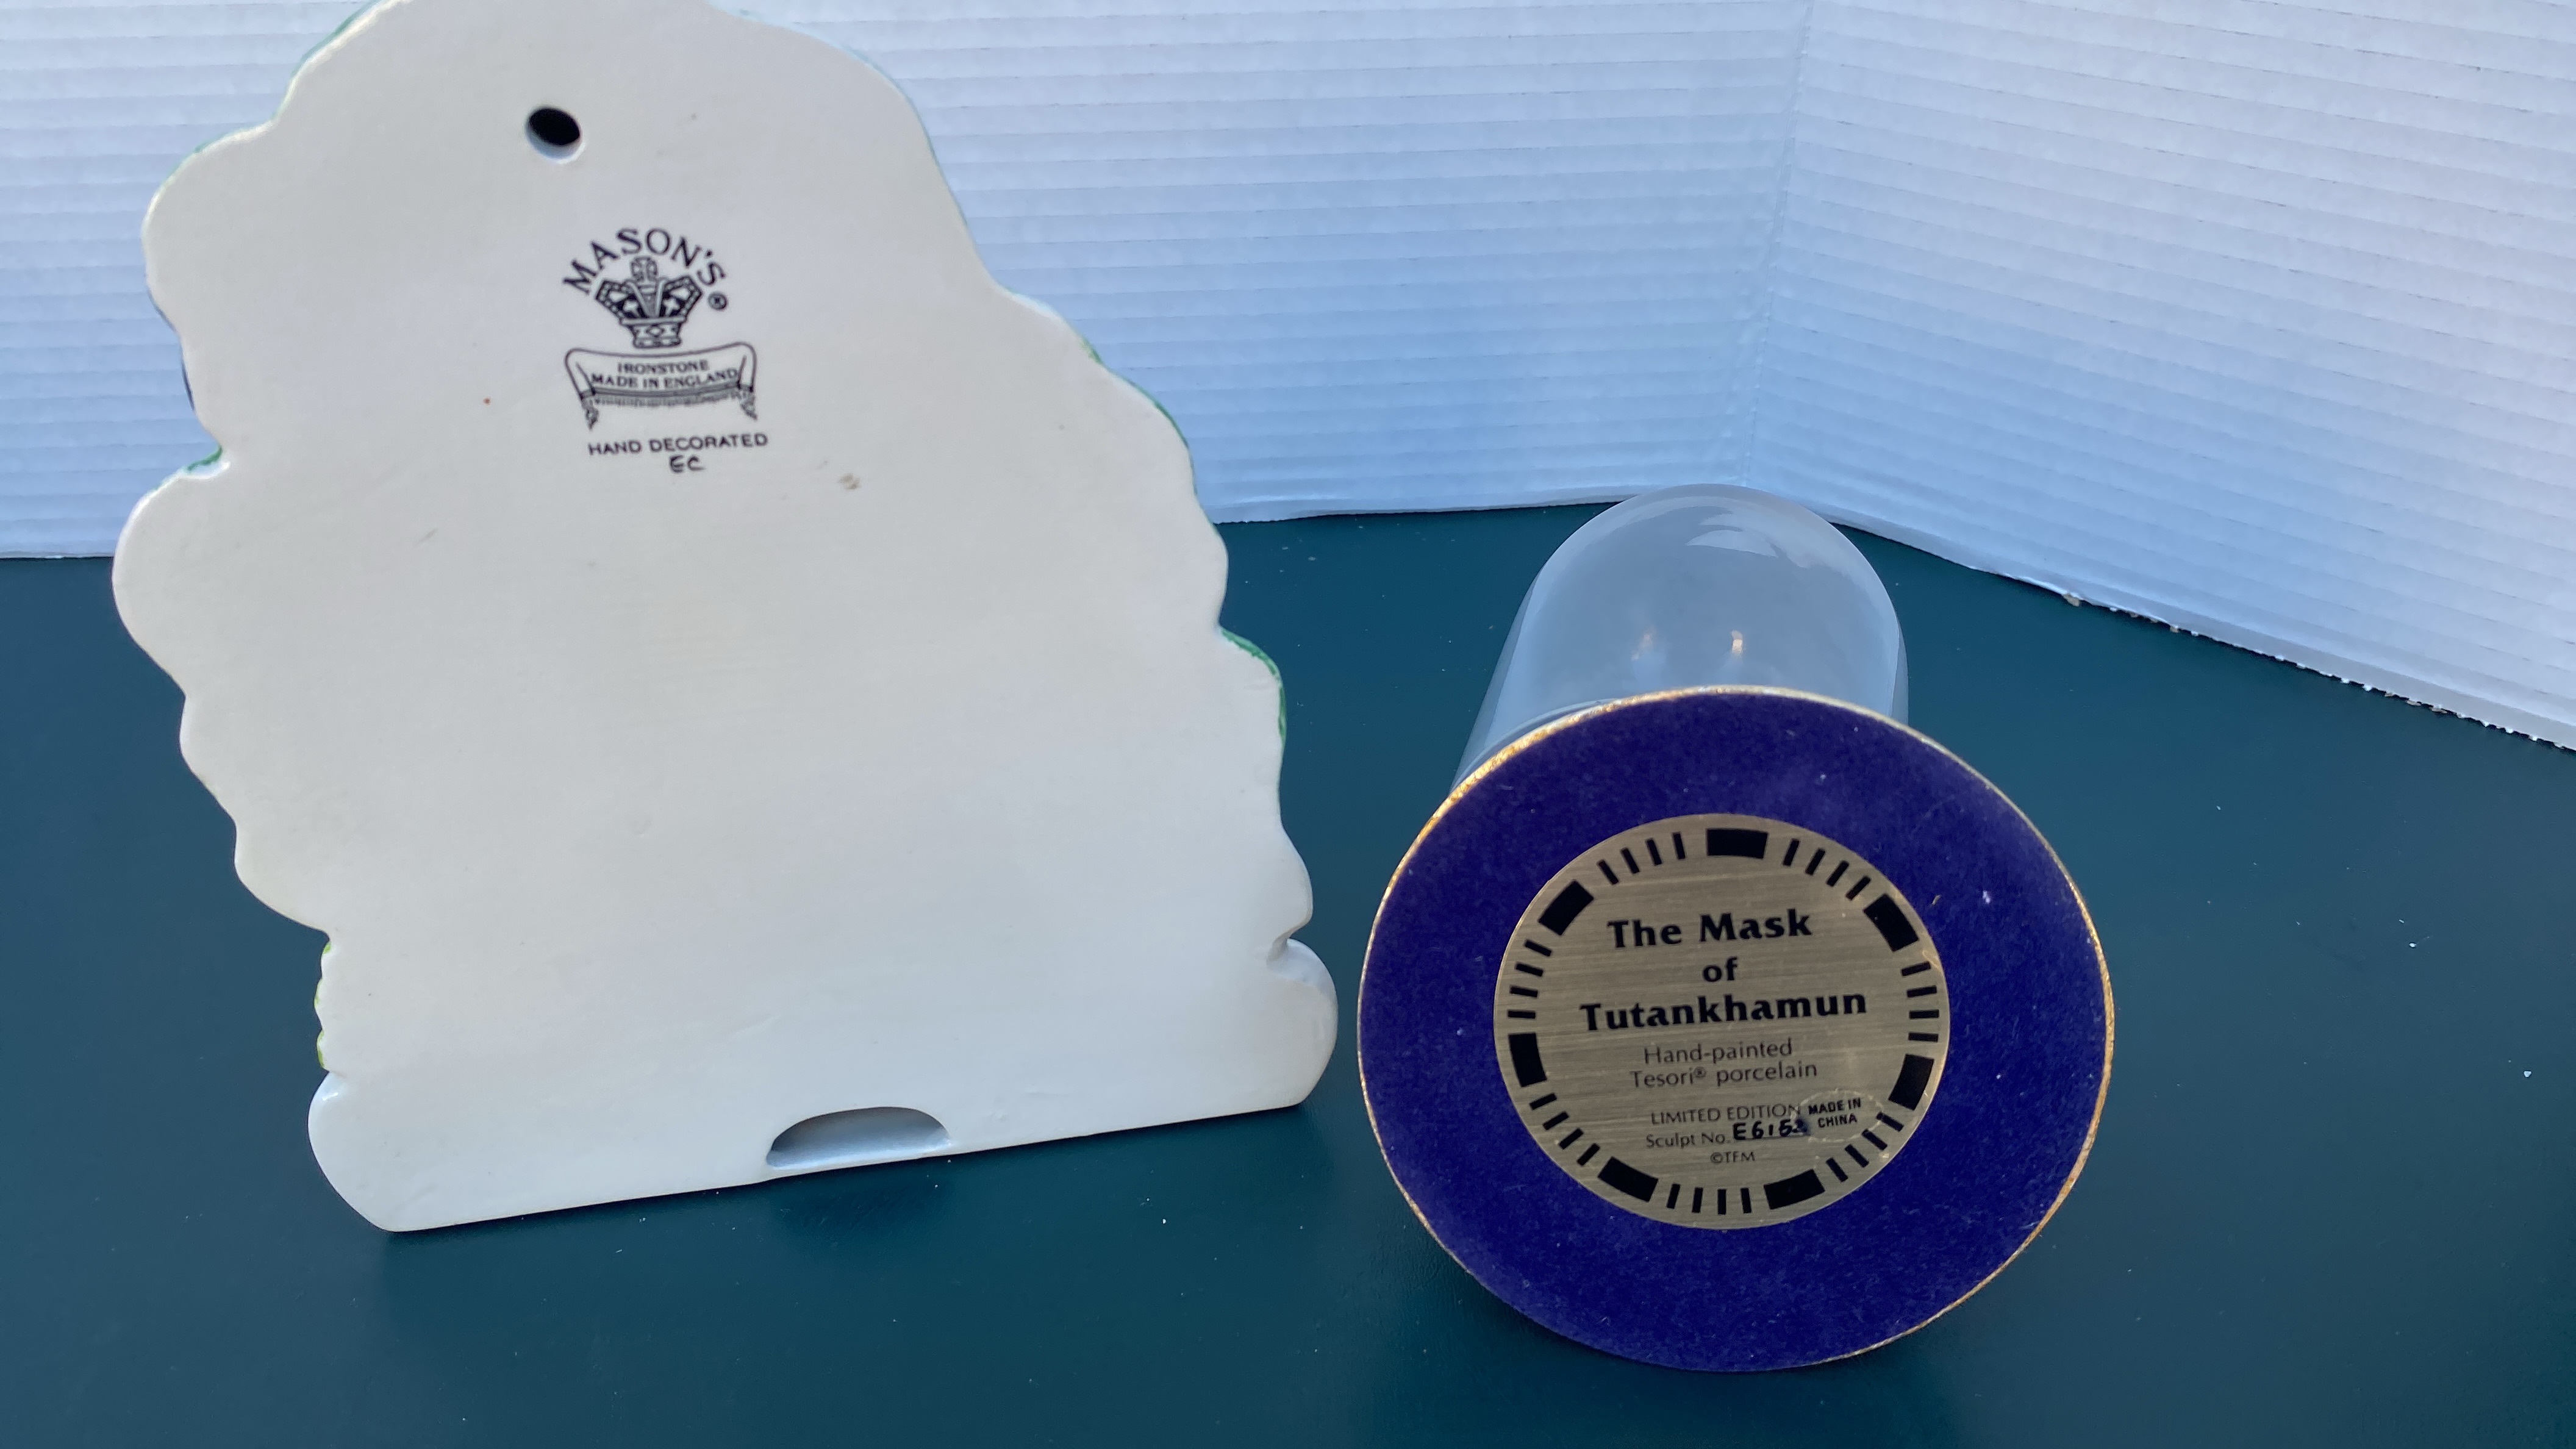 MASON'S®
IRONSTONE
MADE IN ENGLAND
HAND DECORATED
EC
The Mask
of
Tutankhamun
Hand-painted
Tesori® porcelain
LIMITED EDITION
MADE IN
CHINA
Sculpt No.
©TFM